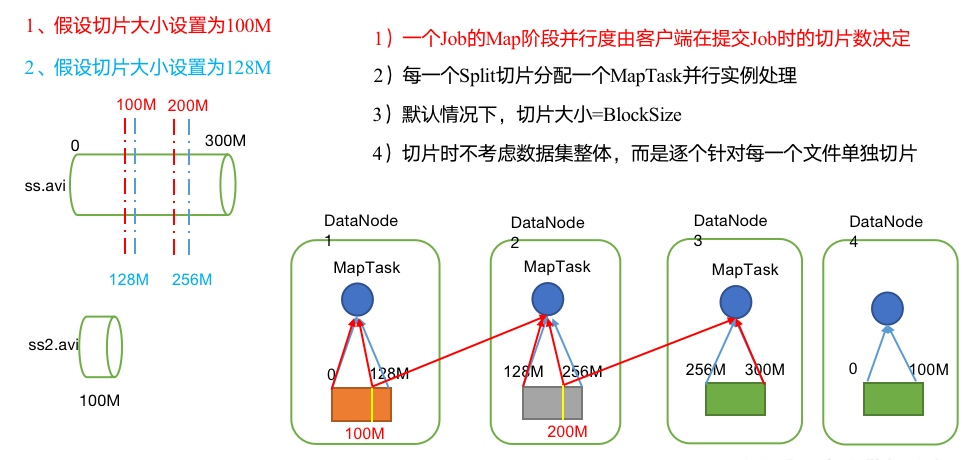 1、假设切片大小设置为100M
2、假设切片大小设置为128M
100M
200M
0
300M
ss.avi
128M
256M
ss2.avi
100M
1）一个Job的Map阶段并行度由客户端在提交Job时的切片数决定
2）每一个Split切片分配一个MapTask并行实例处理
3）默认情况下，切片大小=BlockSize
4）切片时不考虑数据集整体，而是逐个针对每一个文件单独切片
DataNode
1
MapTask
0
128M
100M
DataNode
2
MapTask
128M
256M
200M
DataNode
3
MapTask
256M
300M
DataNode
4
0
100M